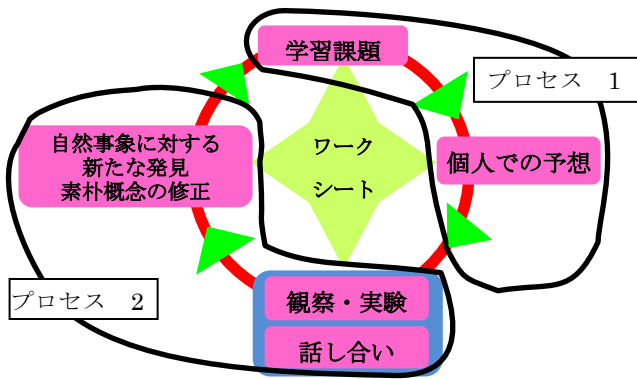 学習課題
プロセス　1
ワーク
シート
個人での予想
自然事象に対する
新たな発見
素朴概念の修正
プロセス　2
観察・実験
話し合い